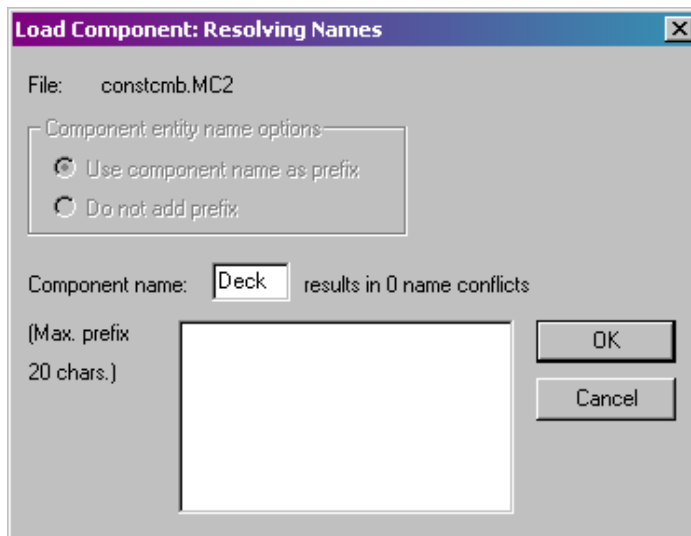 Load Component: Resolving Names
File: constcmb.MC2
Component entity name options
Use component name as prefix
Do not add prefix
Component name: Deck results in 0 name conflicts
(Max. prefix
20 chars.)
OK
Cancel